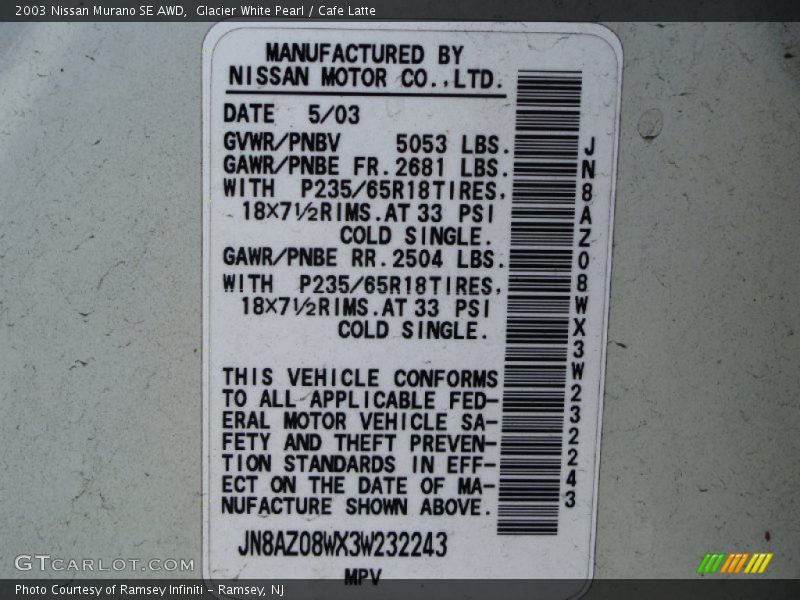 2003 Nissan Murano SE AWD, Glacier White Pearl / Cafe Latte
MANUFACTURED BY
NISSAN MOTOR CO.,LTD.
DATE 5/03
GVWR/PNBV 5053 LBS.
GAWR/PNBE FR.2681 LBS.
WITH P235/65R18TIRES,
18X7½RIMS.AT 33 PSI
COLD SINGLE.
GAWR/PNBE RR.2504 LBS.
WITH P235/65R18TIRES,
18X7½RIMS.AT 33 PSI
COLD SINGLE.
THIS VEHICLE CONFORMS
TO ALL APPLICABLE FED-
ERAL MOTOR VEHICLE SA-
FETY AND THEFT PREVEN-
TION STANDARDS IN EFF-
ECT ON THE DATE OF MA-
NUFACTURE SHOWN ABOVE.
JN8AZ08WX3W232243
MPV
JN8AZ08WX3W232243
GTCARLOT.COM
Photo Courtesy of Ramsey Infiniti - Ramsey, NJ